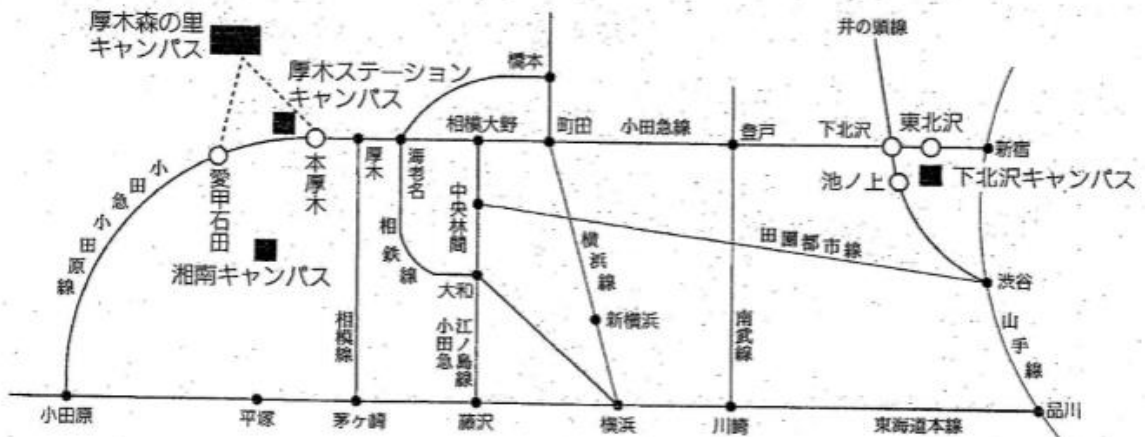 厚木森の里
キャンパス
厚木ステーション
キャンパス
橋本
井の頭線
相模大野
町田
小田急線
登戸
下北沢
東北沢
新宿
本厚木
厚木
海老名
愛甲石田
池ノ上
下北沢キャンパス
小田急小田原線
中央林間
相鉄線
横浜線
田園都市線
湘南キャンパス
大和
渋谷
相模線
小田急
江ノ島線
新横浜
南武線
山手線
小田原
平塚
茅ヶ崎
藤沢
横浜
川崎
東海道本線
品川